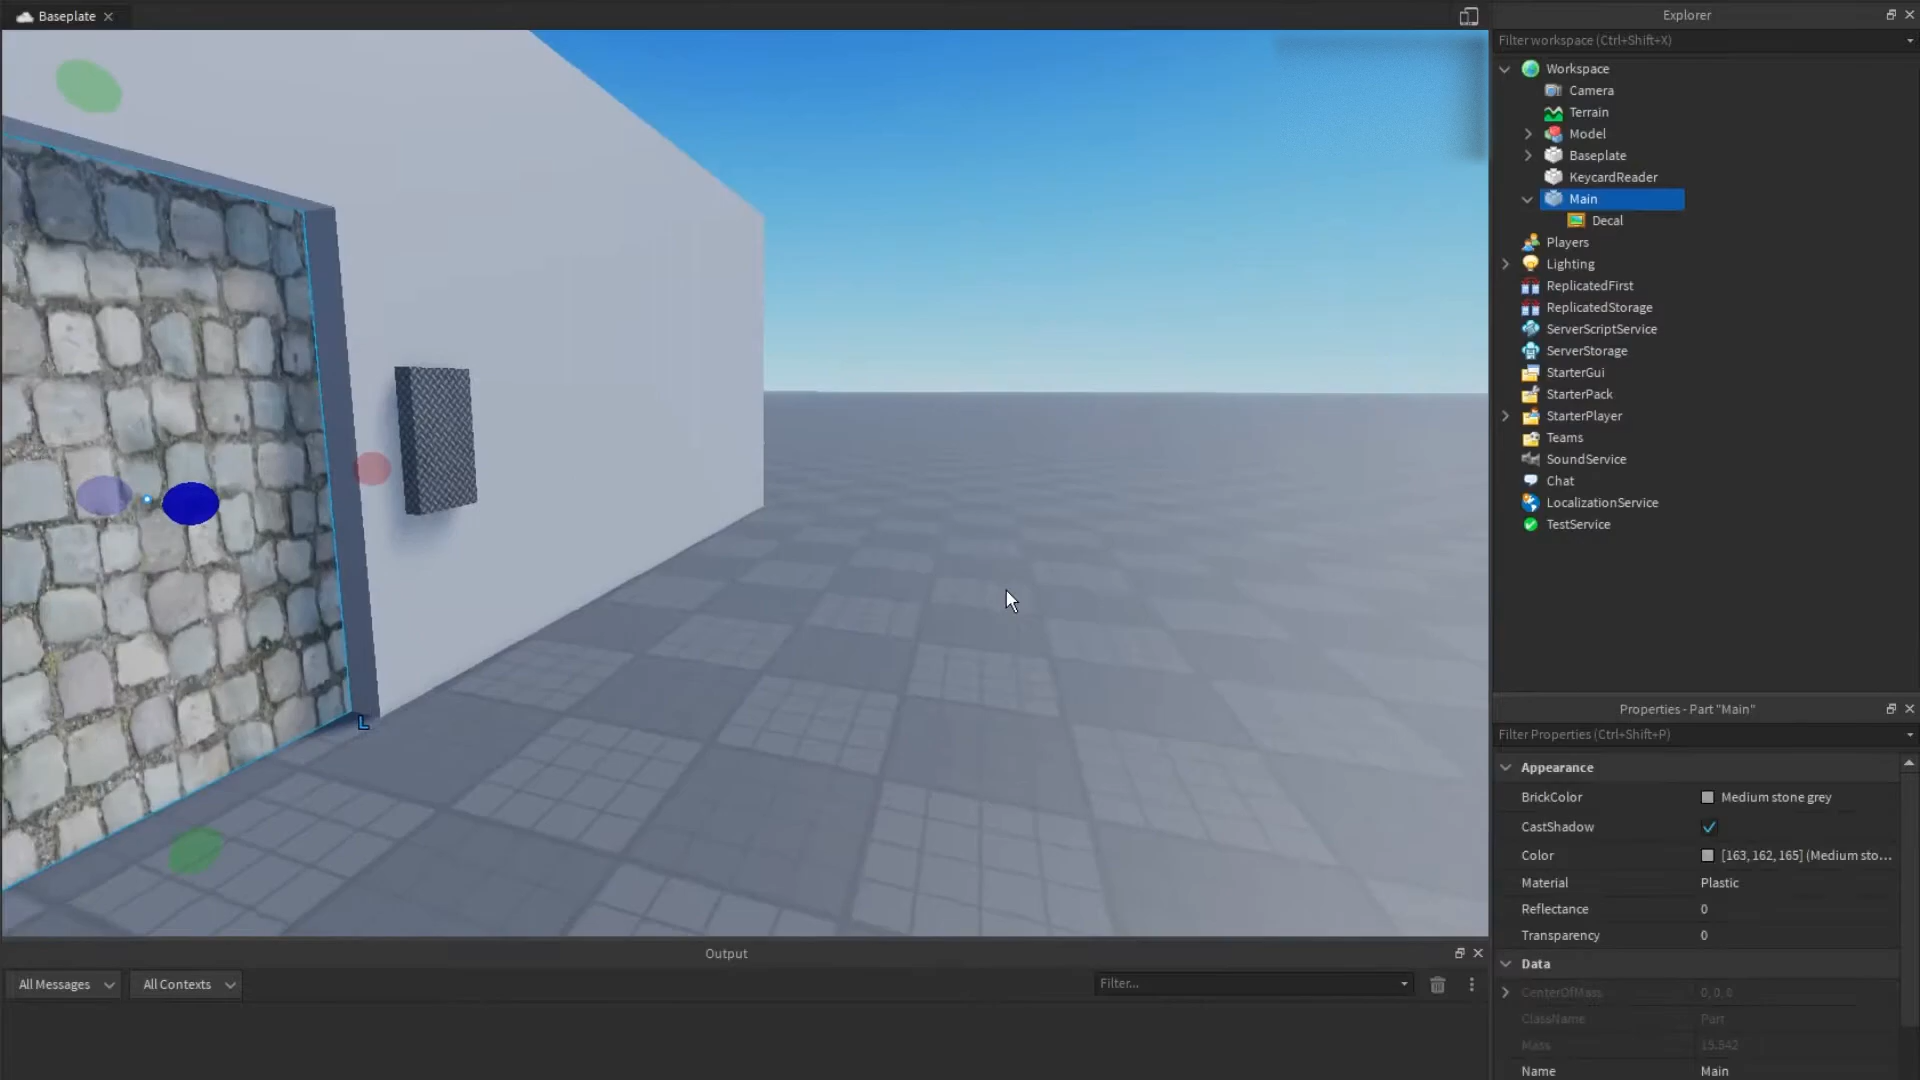 Baseplate
Explorer
Filter workspace (Ctrl+Shift+X)
Workspace
Camera
Terrain
Model
Baseplate
KeycardReader
Main
Decal
Players
Lighting
ReplicatedFirst
ReplicatedStorage
ServerScriptService
ServerStorage
StarterGui
StarterPack
StarterPlayer
Teams
SoundService
Chat
LocalizationService
TestService
L
Properties - Part "Main"
Filter Properties (Ctrl+Shift+P)
Appearance
BrickColor Medium stone grey
CastShadow
Color [163, 162, 165] (Medium sto...
Material Plastic
Reflectance 0
Transparency 0
Data
CenterOfMass 0, 0, 0
ClassName Part
Mass 19.542
Name Main
Output
All Messages All Contexts Filter...